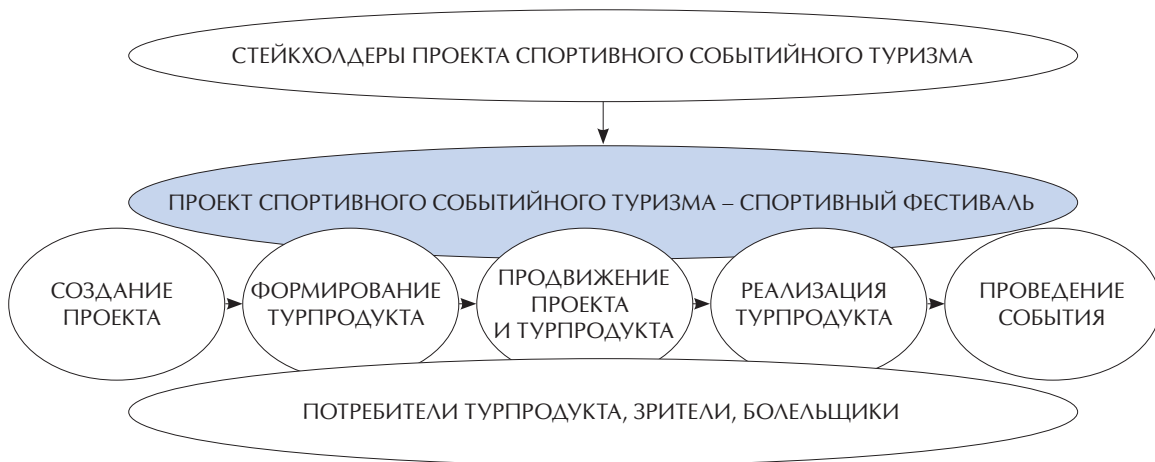 СТЕЙКХОЛДЕРЫ ПРОЕКТА СПОРТИВНОГО СОБЫТИЙНОГО ТУРИЗМА
ПРОЕКТ СПОРТИВНОГО СОБЫТИЙНОГО ТУРИЗМА – СПОРТИВНЫЙ ФЕСТИВАЛЬ
СОЗДАНИЕ
ПРОЕКТА
ФОРМИРОВАНИЕ
ТУРПРОДУКТА
ПРОДВИЖЕНИЕ
ПРОЕКТА
И ТУРПРОДУКТА
РЕАЛИЗАЦИЯ
ТУРПРОДУКТА
ПРОВЕДЕНИЕ
СОБЫТИЯ
ПОТРЕБИТЕЛИ ТУРПРОДУКТА, ЗРИТЕЛИ, БОЛЕЛЬЩИКИ